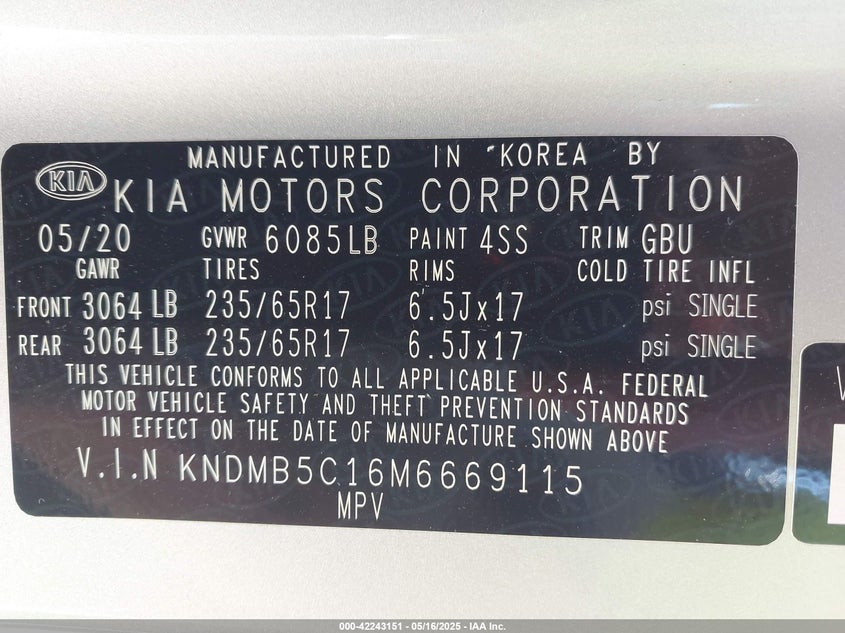 MANUFACTURED IN KOREA BY
KIA KIA MOTORS CORPORATION
05/20 GVWR 6085LB PAINT 4SS TRIM GBU
GAWR TIRES RIMS COLD TIRE INFL
FRONT 3064 LB 235/65R17 6.5Jx17 psi SINGLE
REAR 3064 LB 235/65R17 6.5Jx17 psi SINGLE
THIS VEHICLE CONFORMS TO ALL APPLICABLE U.S.A. FEDERAL
MOTOR VEHICLE SAFETY AND THEFT PREVENTION STANDARDS
IN EFFECT ON THE DATE OF MANUFACTURE SHOWN ABOVE
V.I.N KNDMB5C16M6669115
MPV
000-42243151 - 05/16/2025 - IAA Inc.